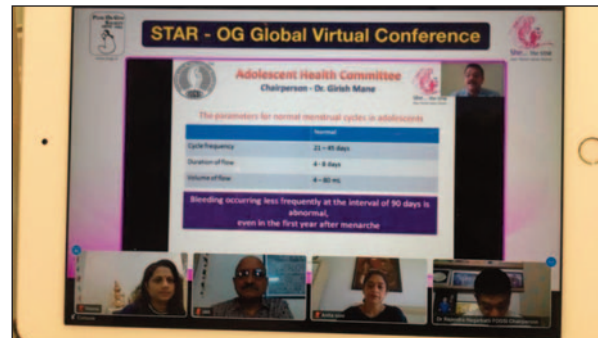 STAR - OG Global Virtual Conference
Adolescent Health Committee
Chairperson - Dr. Girish Mane
The parameters for normal menstrual cycles in adolescents
Normal
Cycle frequency 21 – 45 days
Duration of flow 4 - 8 days
Volume of flow 4 – 80 mL
Bleeding occurring less frequently at the interval of 90 days is
abnormal,
even in the first year after menarche